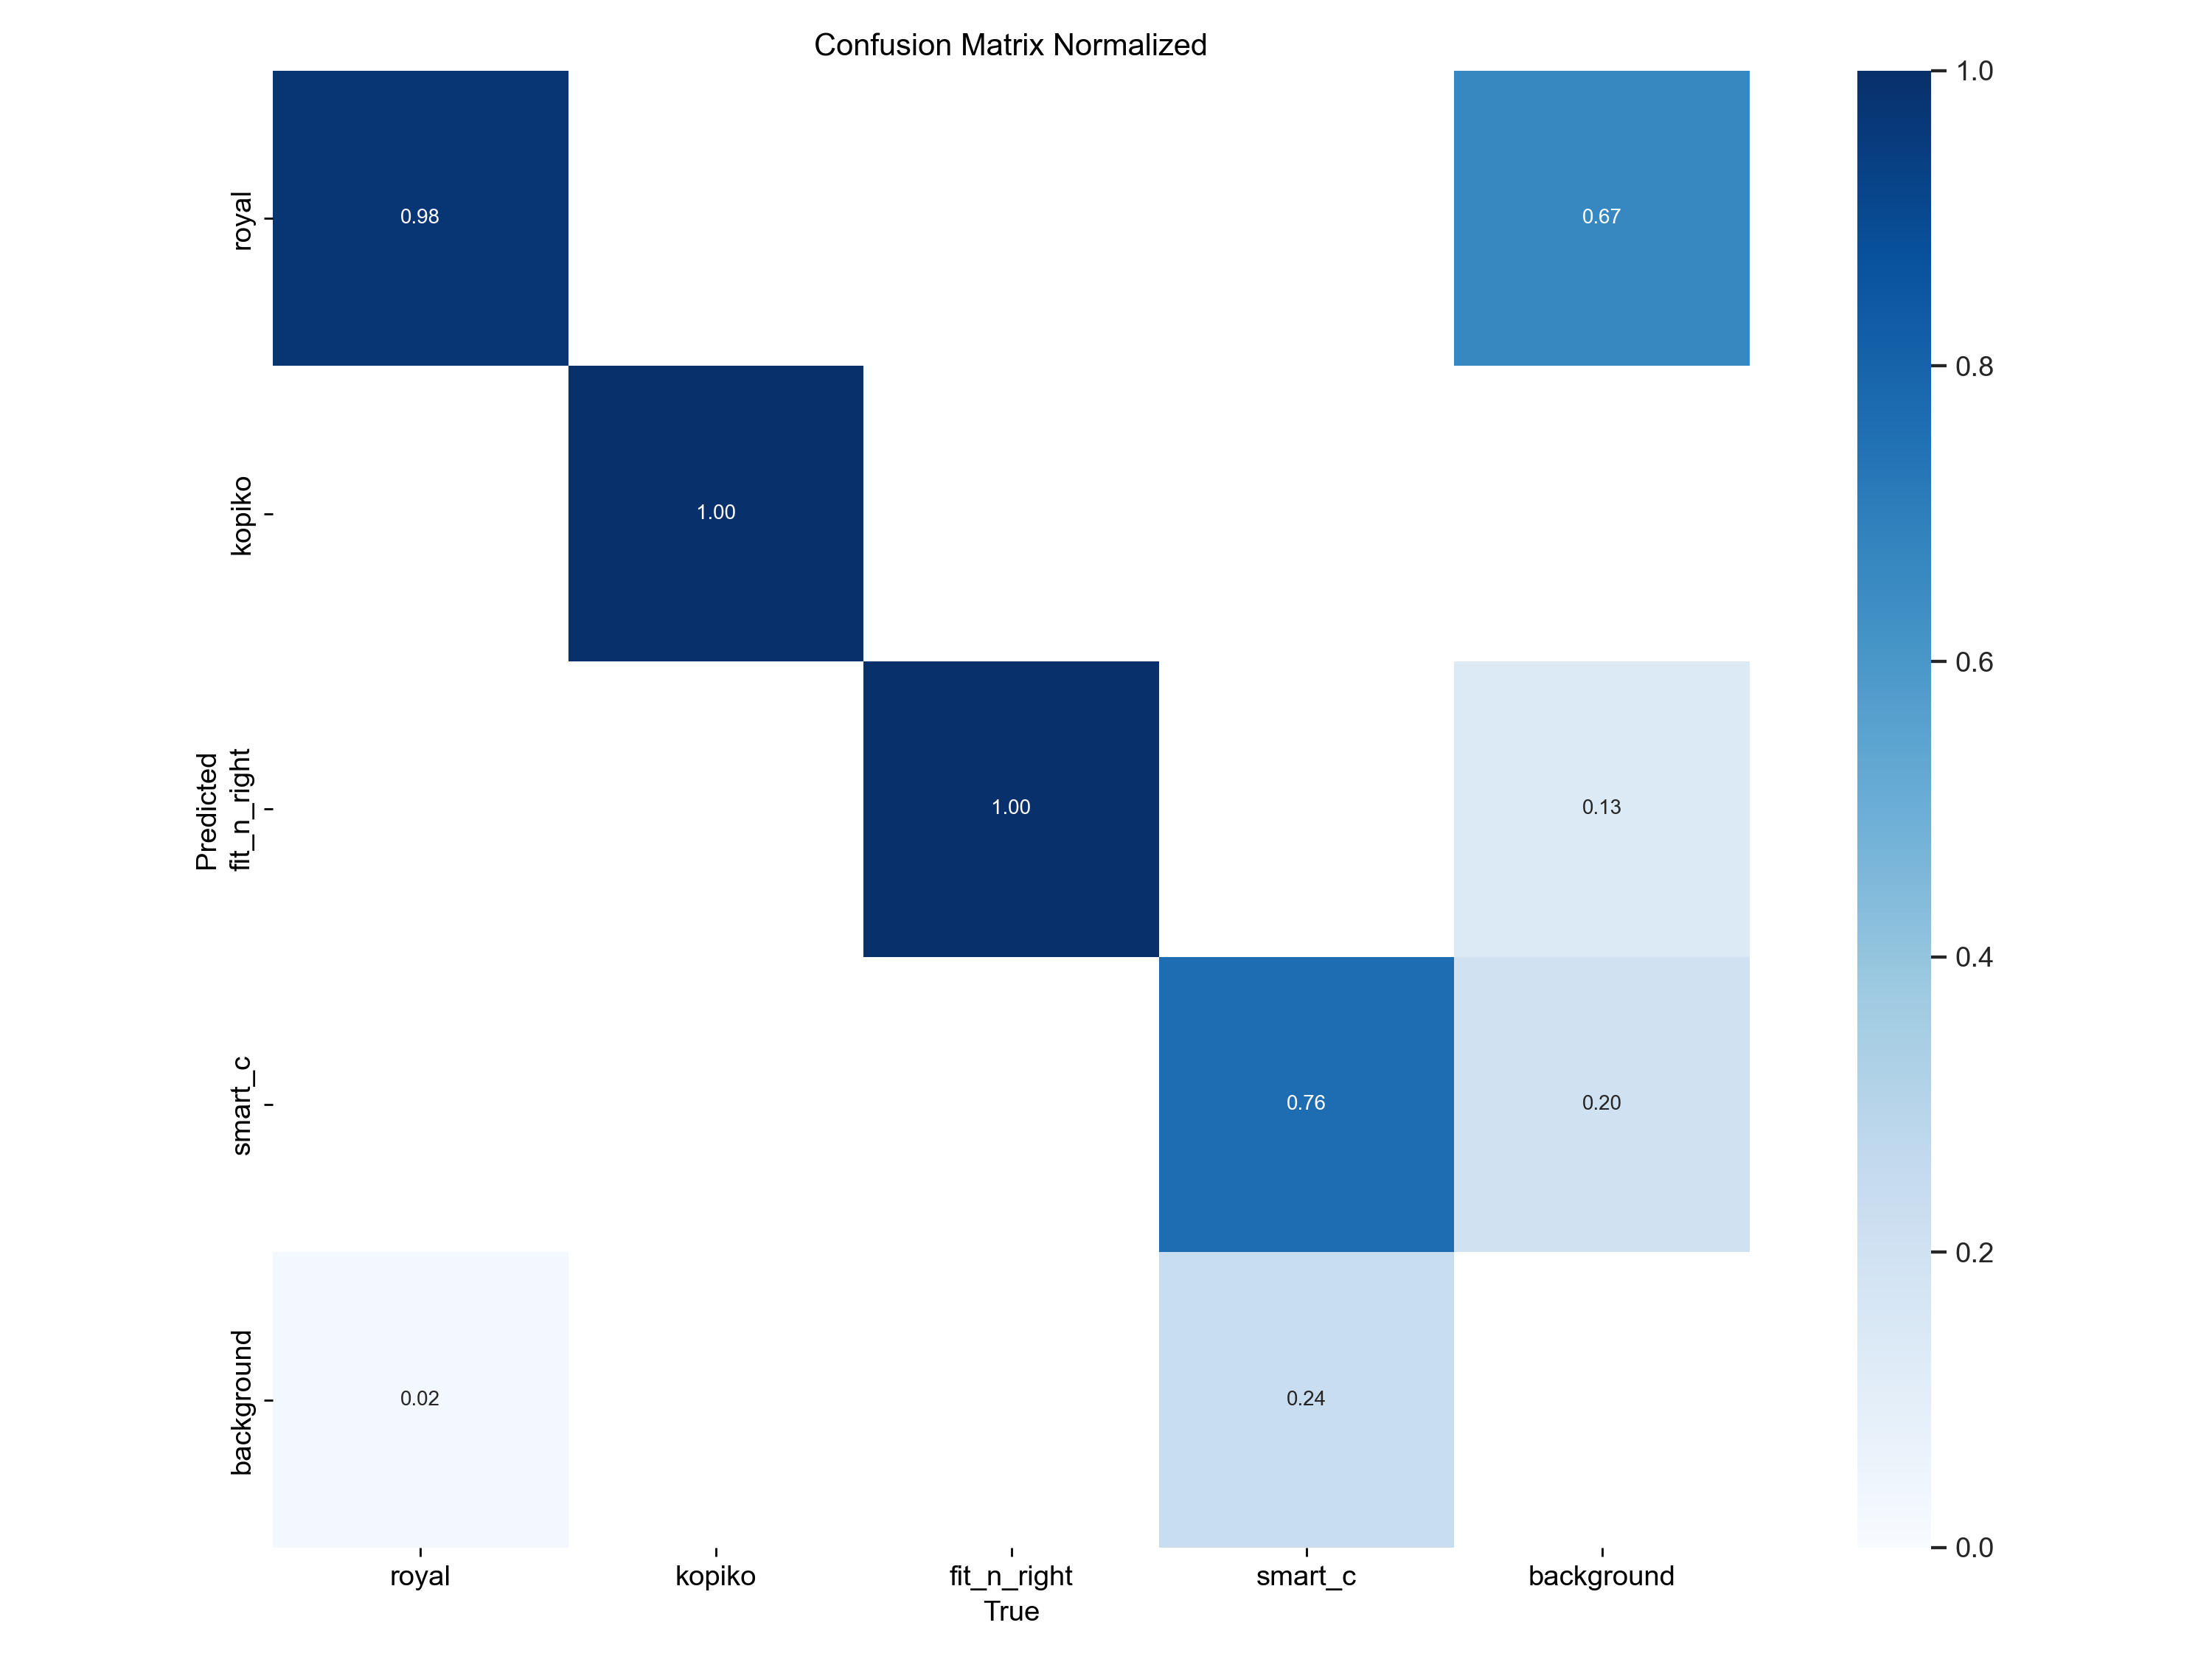 Confusion Matrix Normalized
1.0
royal
0.98
0.67
0.8
kopiko
1.00
0.6
Predicted
fit_n_right
1.00
0.13
0.4
smart_c
0.76
0.20
0.2
background
0.02
0.24
0.0
royal kopiko fit_n_right smart_c background
True